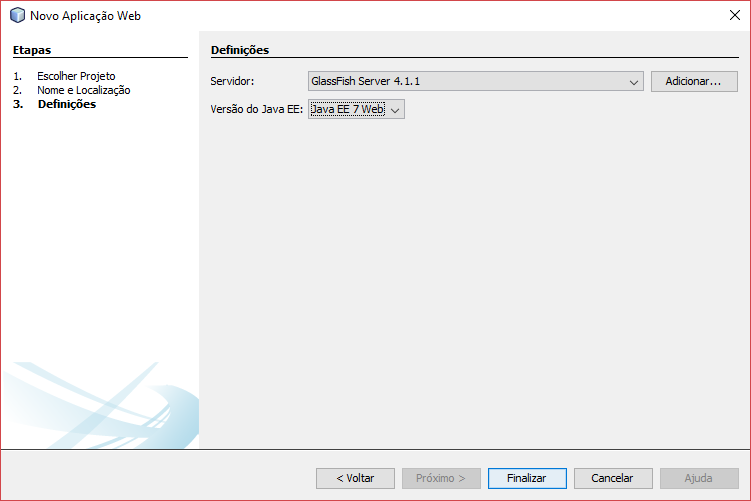 Novo Aplicação Web
Etapas
1. Escolher Projeto
2. Nome e Localização
3. Definições
Definições
Servidor: GlassFish Server 4.1.1 Adicionar...
Versão do Java EE: Java EE 7 Web
< Voltar Próximo > Finalizar Cancelar Ajuda